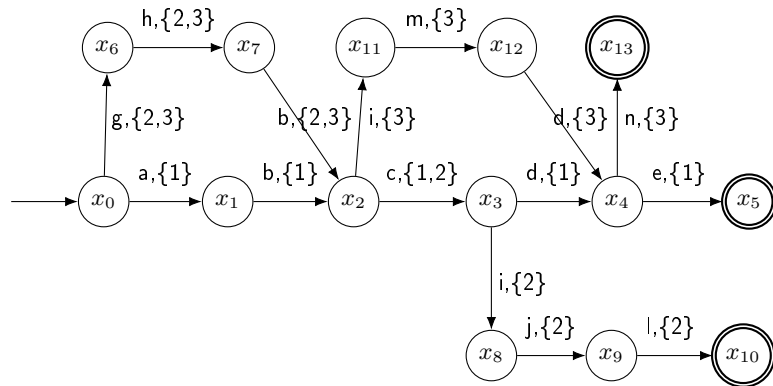 h,{2,3} m,{3}
x6 x7 x11 x12 x13
g,{2,3} b,{2,3} i,{3} d,{3} n,{3}
a,{1} b,{1} c,{1,2} d,{1} e,{1}
x0 x1 x2 x3 x4 x5
i,{2}
j,{2} l,{2}
x8 x9 x10